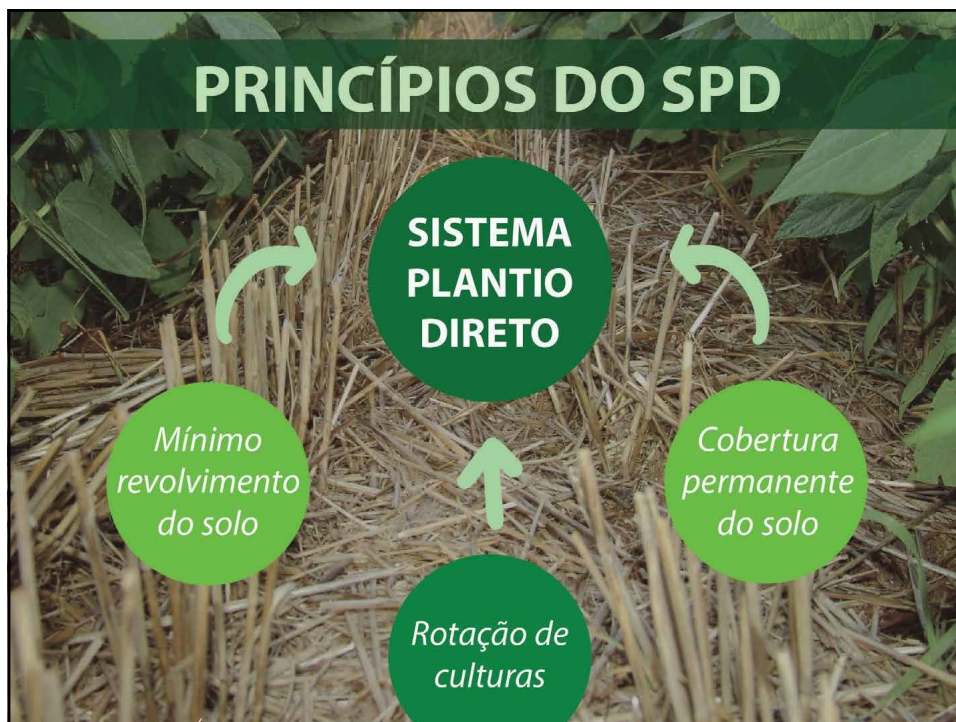 PRINCÍPIOS DO SPD
SISTEMA
PLANTIO
DIRETO
Mínimo
revolvimento
do solo
Cobertura
permanente
do solo
Rotação de
culturas